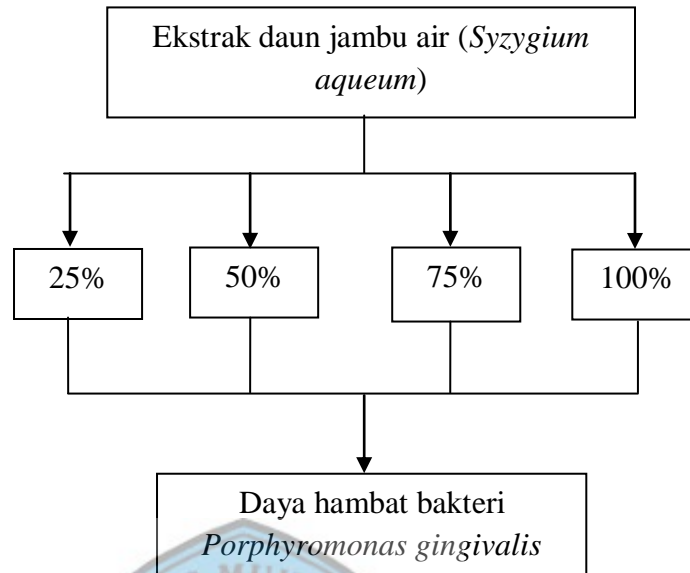 Ekstrak daun jambu air (Syzygium
aqueum)
25%
50%
75%
100%
Daya hambat bakteri
Porphyromonas gingivalis